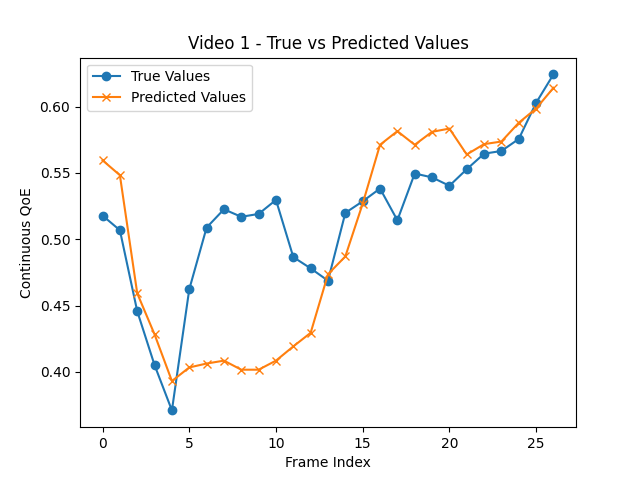 Video 1 - True vs Predicted Values
True Values
Predicted Values
Continuous QoE
0.60
0.55
0.50
0.45
0.40
0 5 10 15 20 25
Frame Index